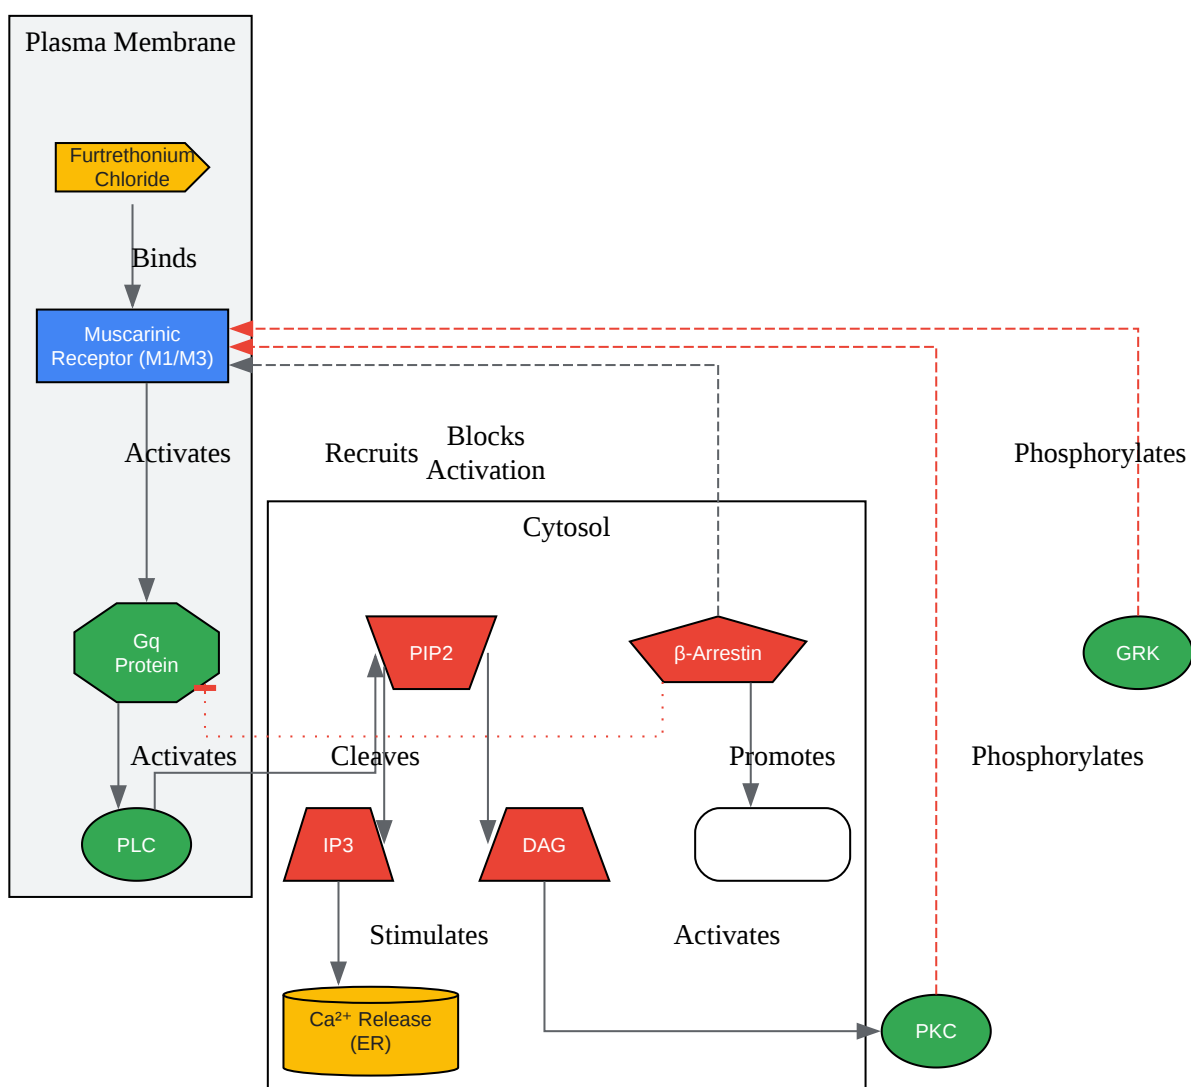 Plasma Membrane
Furtrethonium
Chloride
Binds
Muscarinic
Receptor (M1/M3)
Activates
Recruits
Blocks
Activation
Phosphorylates
Cytosol
Gq
Protein
PIP2
β-Arrestin
GRK
Activates
Cleaves
Promotes
Phosphorylates
PLC
IP3
DAG
Stimulates
Activates
Ca²⁺ Release
(ER)
PKC